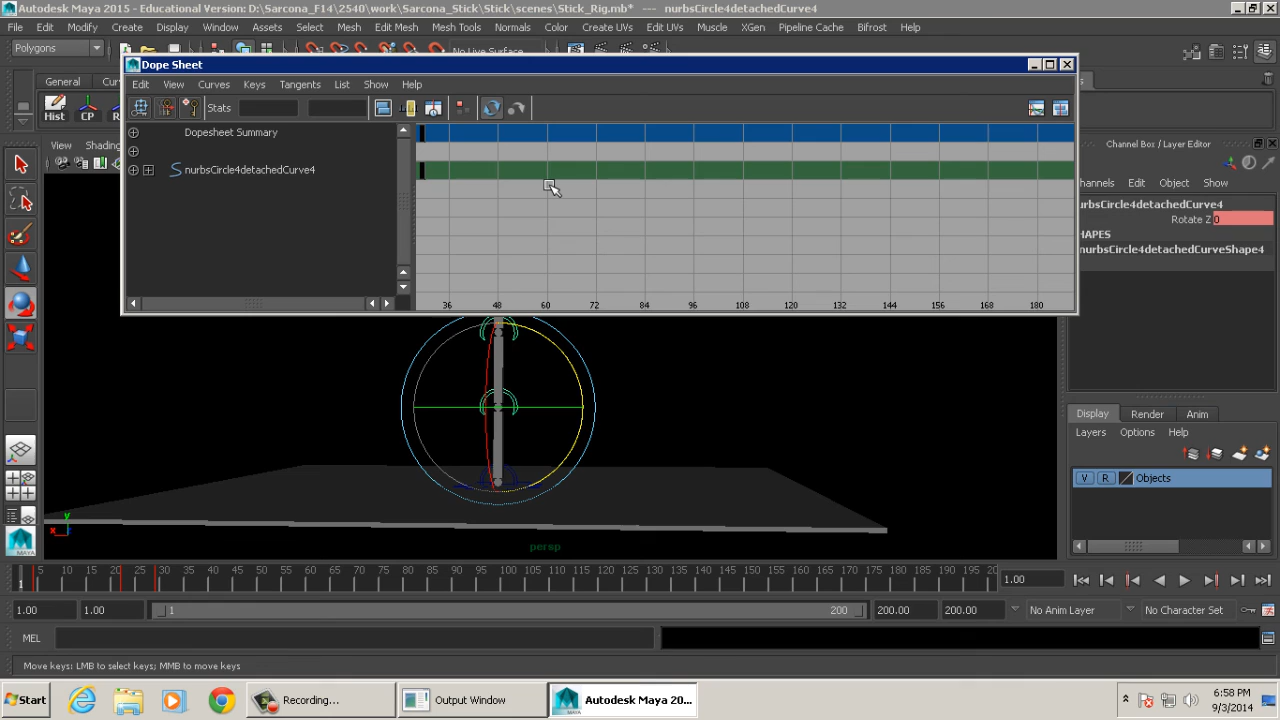 Autodesk Maya 2015 - Educational Version: D:\Sarcona_F14\2540\work\Sarcona_Stick\Stick\scenes\Stick_Rig.mb* --- nurbsCircle4detachedCurve4
File Edit Modify Create Display Window Assets Select Mesh Edit Mesh Mesh Tools Normals Color Create UVs Edit UVs Muscle XGen Pipeline Cache Bifrost Help
Polygons No Live Surface
Dope Sheet
General
Edit View Curves Keys Tangents List Show Help
Hist CP
Stats
Dopesheet Summary
View Shading
Channel Box / Layer Editor
nurbsCircle4detachedCurve4
hannels Edit Object Show
urbsCircle4detachedCurve4
Rotate Z 0
HAPES
nurbsCircle4detachedCurveShape4
36 48 60 72 84 96 108 120 132 144 156 168 180
Display Render Anim
Layers Options Help
V R Objects
y
x
persp
1 5 10 15 20 25 30 35 40 45 50 55 60 65 70 75 80 85 90 95 100 105 110 115 120 125 130 135 140 145 150 155 160 165 170 175 180 185 190 195 20 1.00
1.00 1.00 1 200 200.00 200.00 No Anim Layer No Character Set
MEL
Move keys: LMB to select keys; MMB to move keys
Start Recording... Output Window Autodesk Maya 20... 6:58 PM
9/3/2014